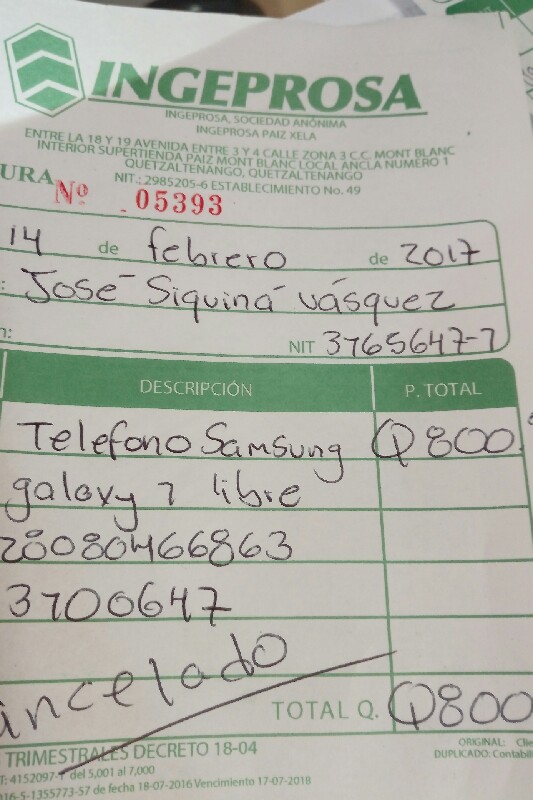 INGEPROSA
INGEPROSA, SOCIEDAD ANÓNIMA
INGEPROSA PAIZ XELA
ENTRE LA 18 Y 19 AVENIDA ENTRE 3 Y 4 CALLE ZONA 3 C.C. MONT BLANC
INTERIOR SUPERTIENDA PAIZ MONT BLANC LOCAL ANCLA NUMERO 1
QUETZALTENANGO, QUETZALTENANGO
NIT.: 2985205-6 ESTABLECIMIENTO No. 49
URA Nº 05393
14 de febrero de 2017
: José Siquiná Vásquez
n: NIT 3765647-7
DESCRIPCIÓN P. TOTAL
Telefono Samsung Q800
galaxy 7 libre
28080466863
3700647
incelado
TOTAL Q. Q800
TRIMESTRALES DECRETO 18-04
ORIGINAL: Clie
T: 4152097-1 del 5,001 al 7,000
DUPLICADO: Contabil
016-5-1355773-57 de fecha 18-07-2016 Vencimiento 17-07-2018